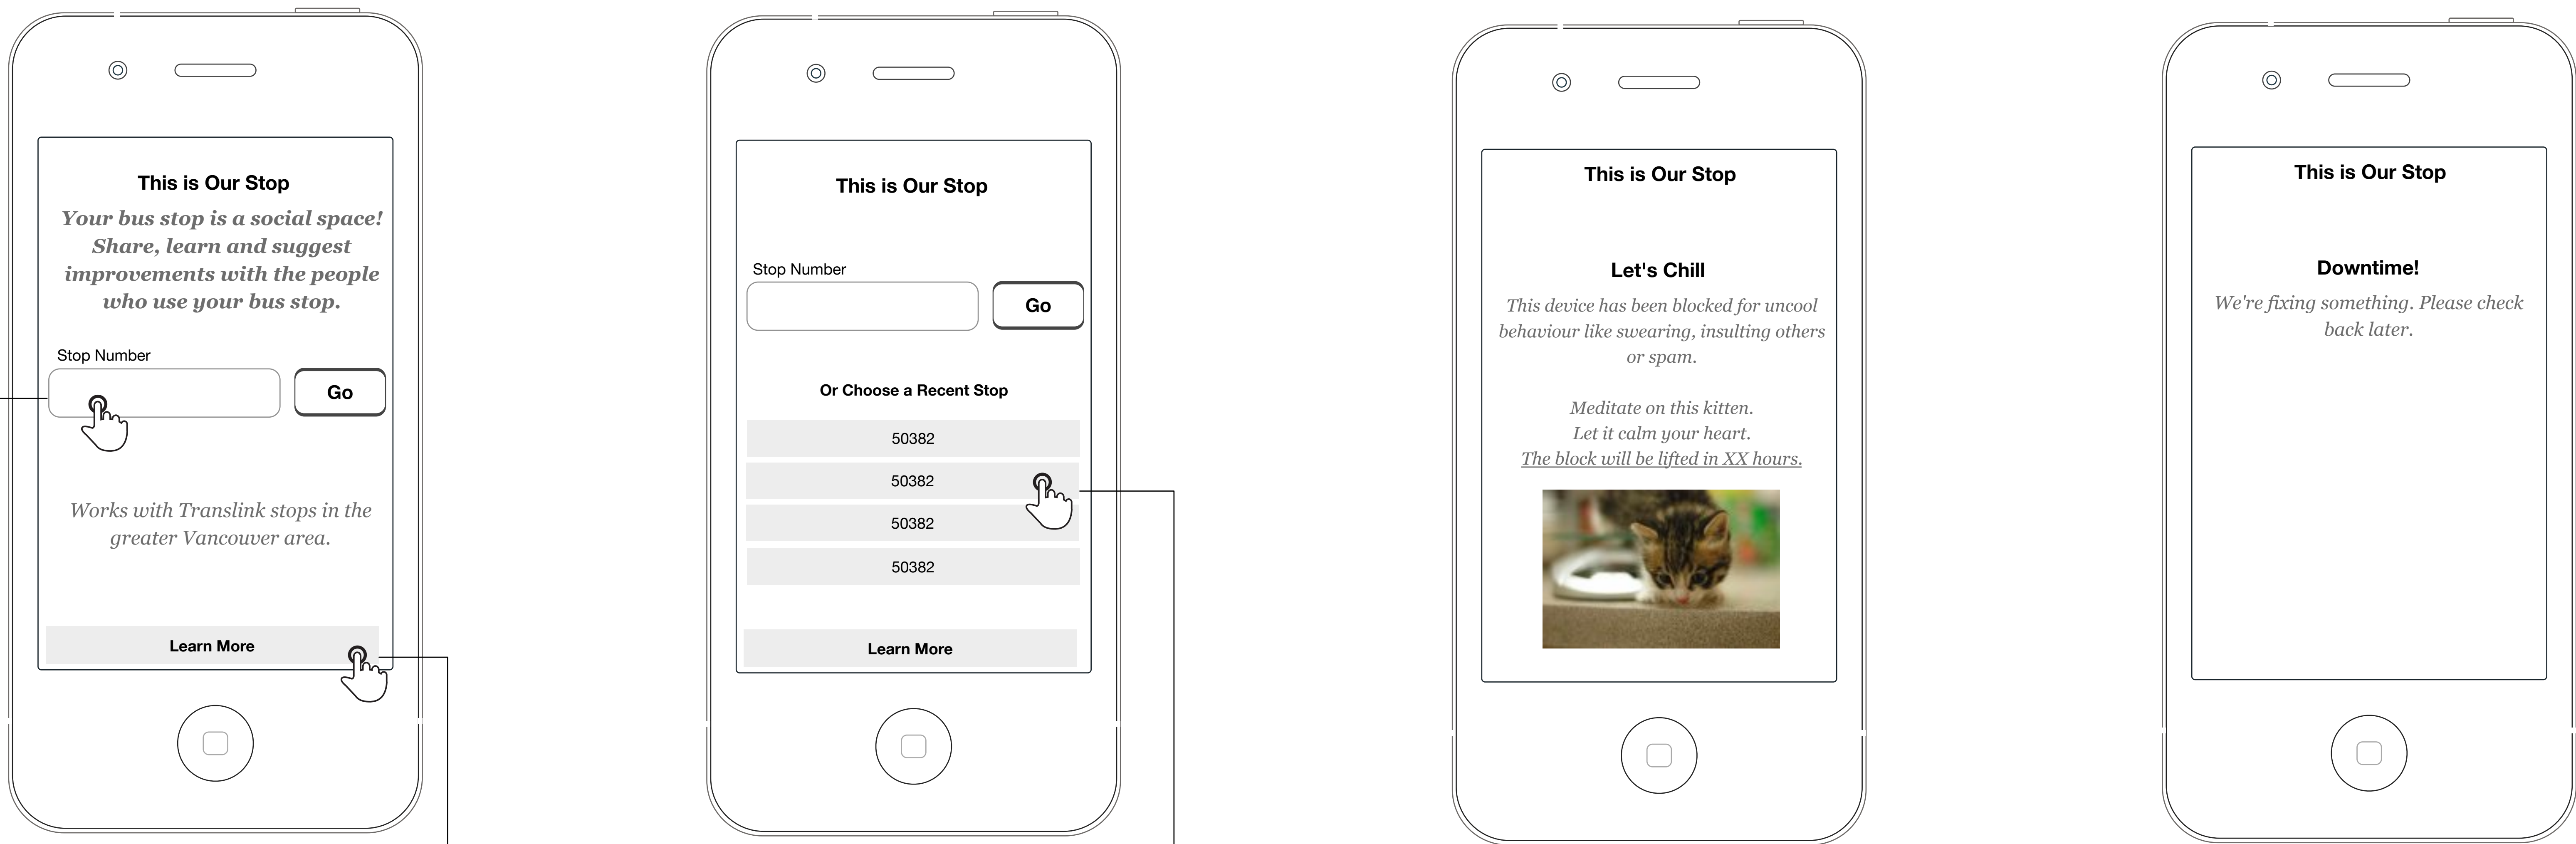 This is Our Stop
Your bus stop is a social space!
Share, learn and suggest
improvements with the people
who use your bus stop.
Stop Number
Go
Works with Translink stops in the
greater Vancouver area.
Learn More
This is Our Stop
Stop Number
Go
Or Choose a Recent Stop
50382
50382
50382
50382
Learn More
This is Our Stop
Let's Chill
This device has been blocked for uncool
behaviour like swearing, insulting others
or spam.
Meditate on this kitten.
Let it calm your heart.
The block will be lifted in XX hours.
This is Our Stop
Downtime!
We're fixing something. Please check
back later.